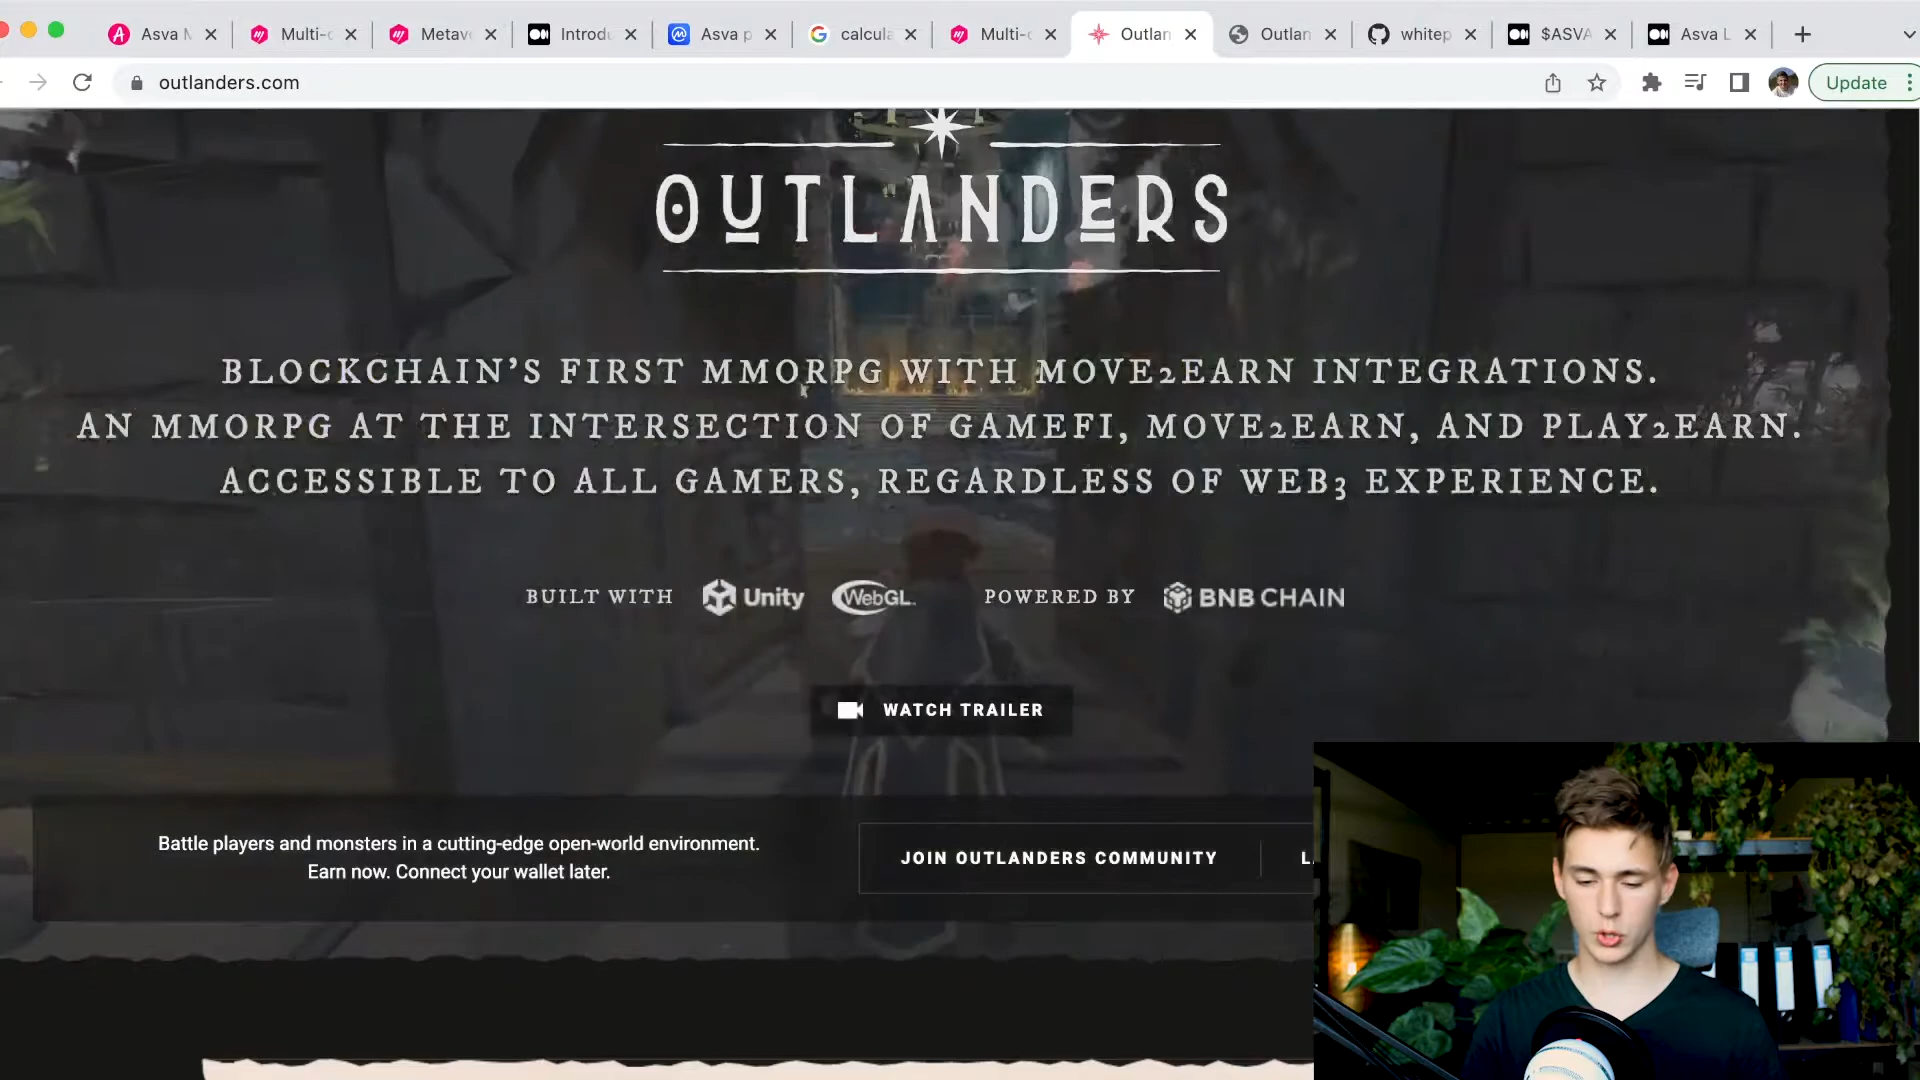 Asva M
Multi-c
Metave
Introdu
Asva p
calcula
Multi-c
Outlan
Outlan
whitep
$ASVA
Asva L
outlanders.com
Update
OUTLANDERS
BLOCKCHAIN'S FIRST MMORPG WITH MOVE2EARN INTEGRATIONS.
AN MMORPG AT THE INTERSECTION OF GAMEFI, MOVE2EARN, AND PLAY2EARN.
ACCESSIBLE TO ALL GAMERS, REGARDLESS OF WEB3 EXPERIENCE.
BUILT WITH Unity WebGL POWERED BY BNB CHAIN
WATCH TRAILER
Battle players and monsters in a cutting-edge open-world environment.
Earn now. Connect your wallet later.
JOIN OUTLANDERS COMMUNITY